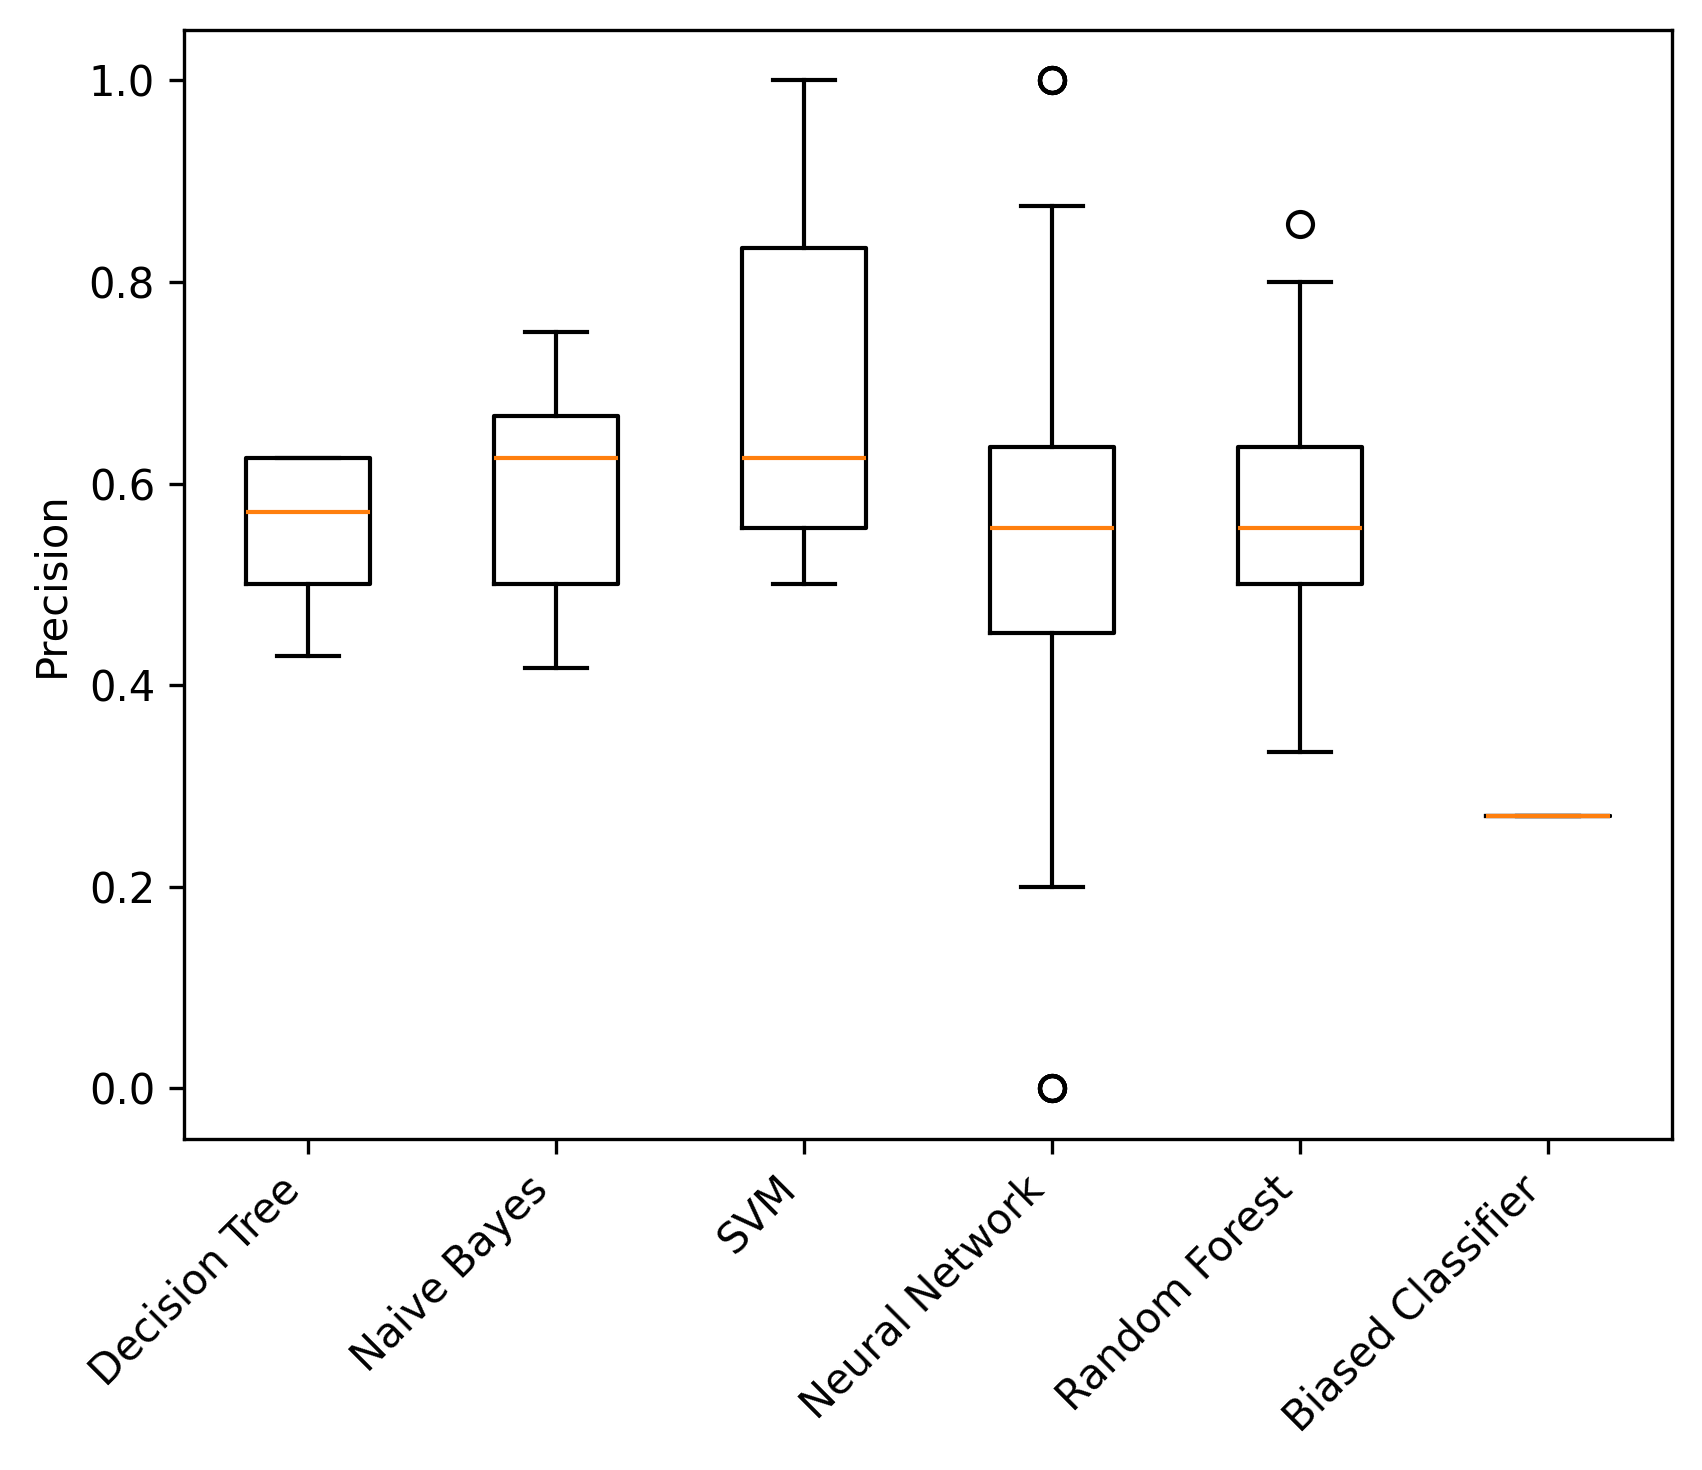 1.0
0.8
0.6
0.4
0.2
0.0
Precision
Decision Tree
Naive Bayes
SVM
Neural Network
Random Forest
Biased Classifier